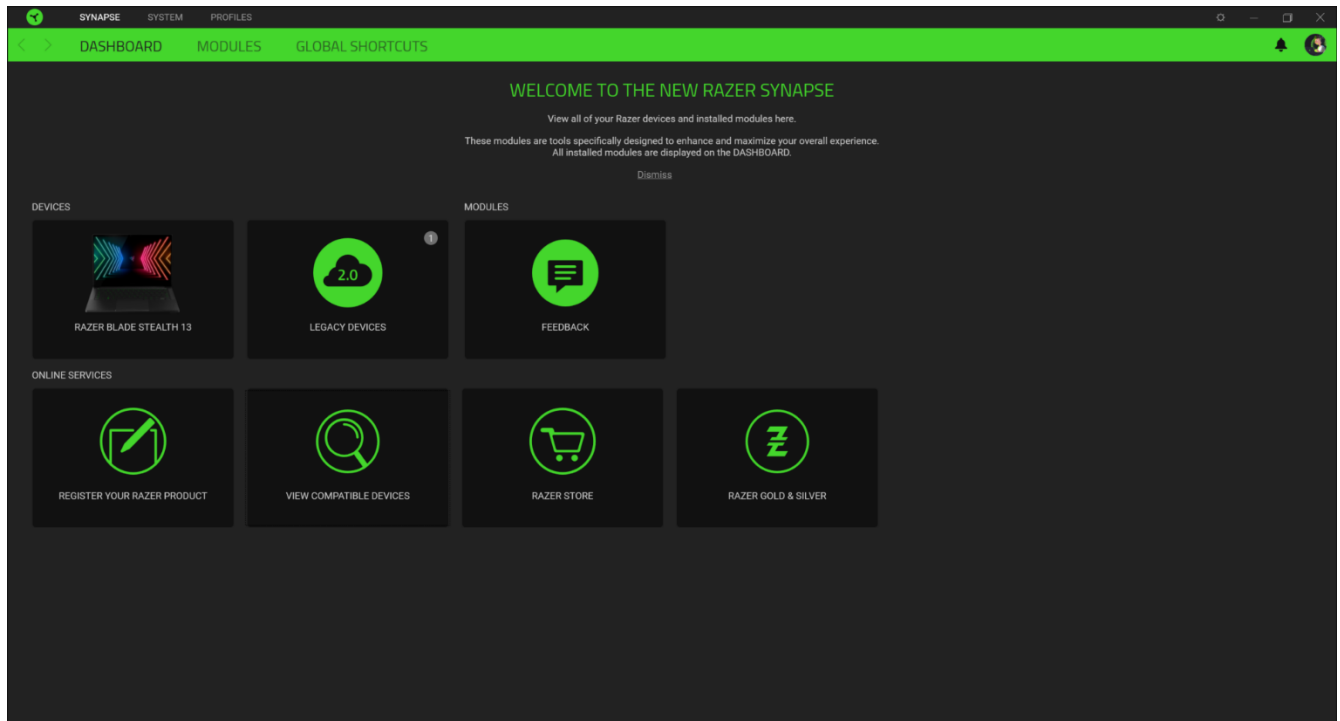 SYNAPSE SYSTEM PROFILES
DASHBOARD MODULES GLOBAL SHORTCUTS
WELCOME TO THE NEW RAZER SYNAPSE
View all of your Razer devices and installed modules here.
These modules are tools specifically designed to enhance and maximize your overall experience.
All installed modules are displayed on the DASHBOARD.
Dismiss
DEVICES
MODULES
1
2.0
RAZER BLADE STEALTH 13
LEGACY DEVICES
FEEDBACK
ONLINE SERVICES
REGISTER YOUR RAZER PRODUCT
VIEW COMPATIBLE DEVICES
RAZER STORE
RAZER GOLD & SILVER